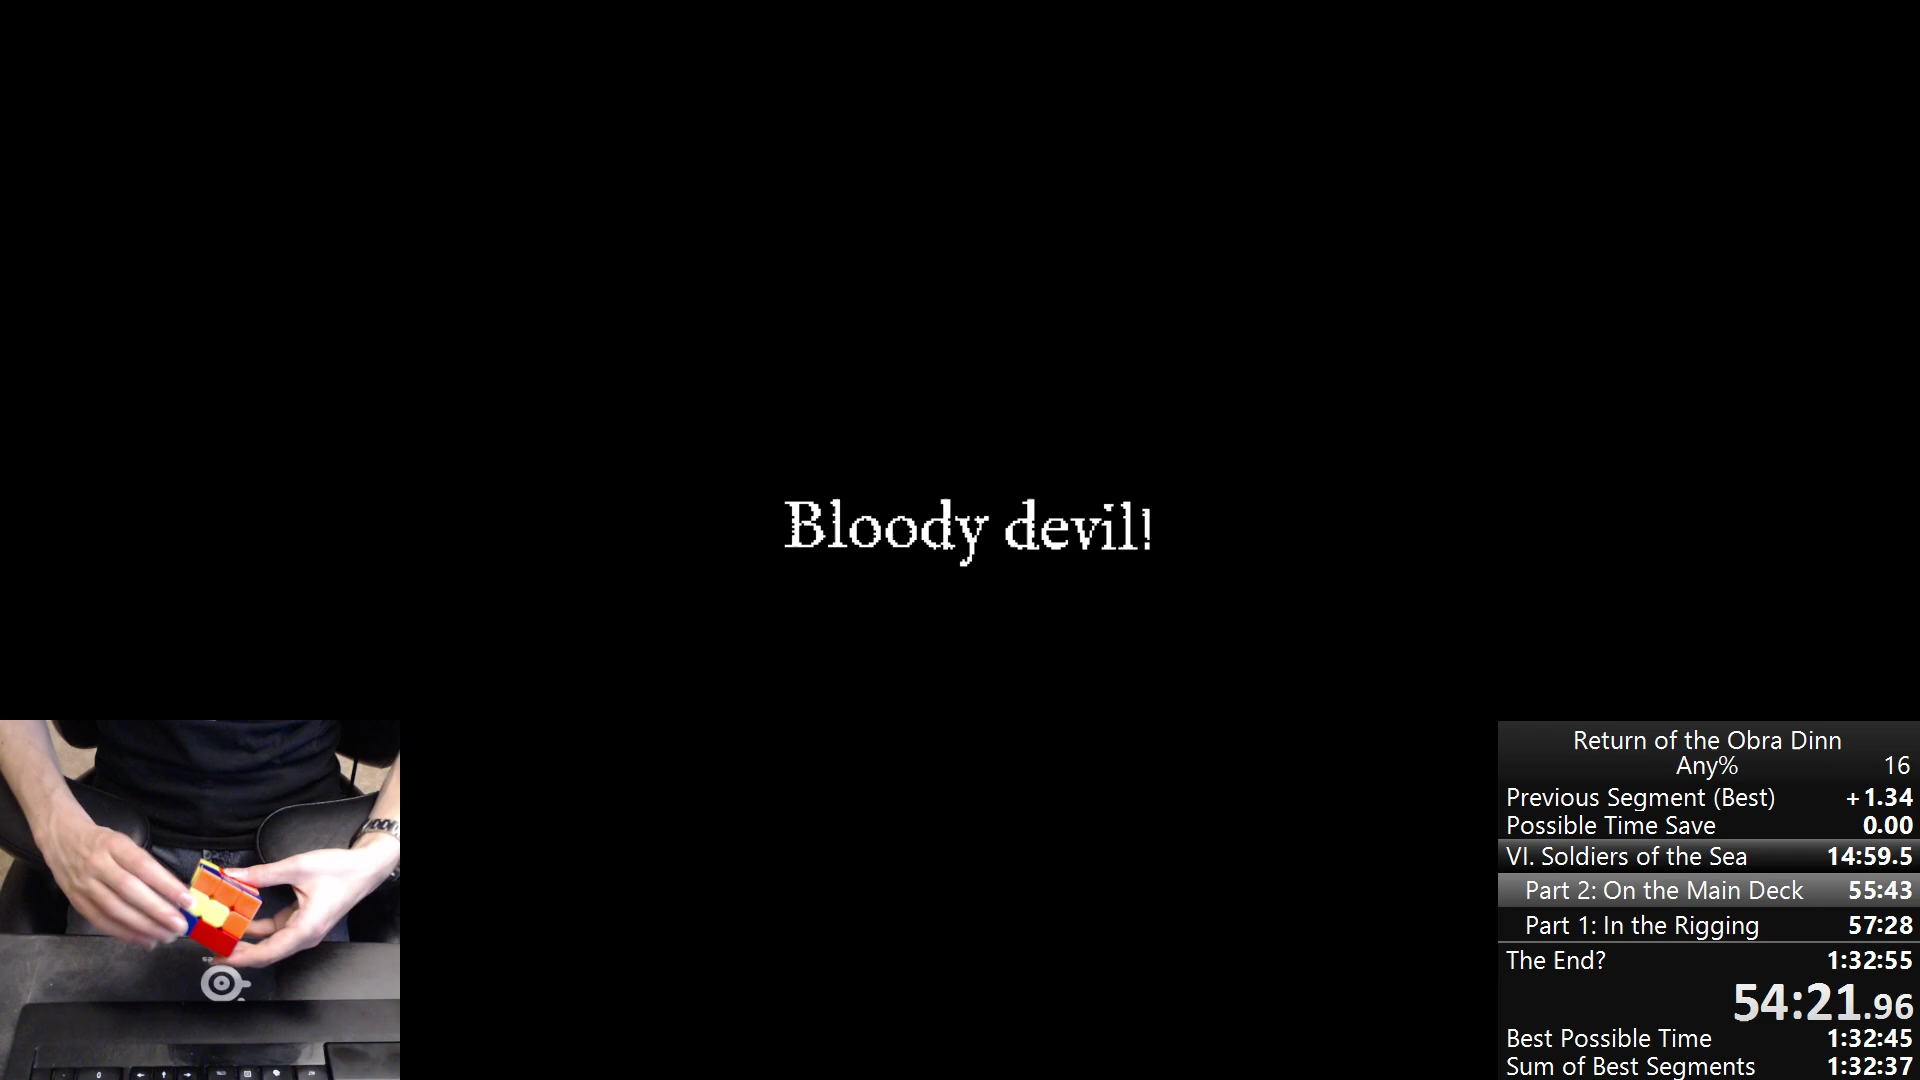 Bloody devil!
Return of the Obra Dinn
Any%
16
Previous Segment (Best) +1.34
Possible Time Save 0.00
VI. Soldiers of the Sea 14:59.5
Part 2: On the Main Deck 55:43
Part 1: In the Rigging 57:28
The End? 1:32:55
54:21.96
Best Possible Time 1:32:45
Sum of Best Segments 1:32:37